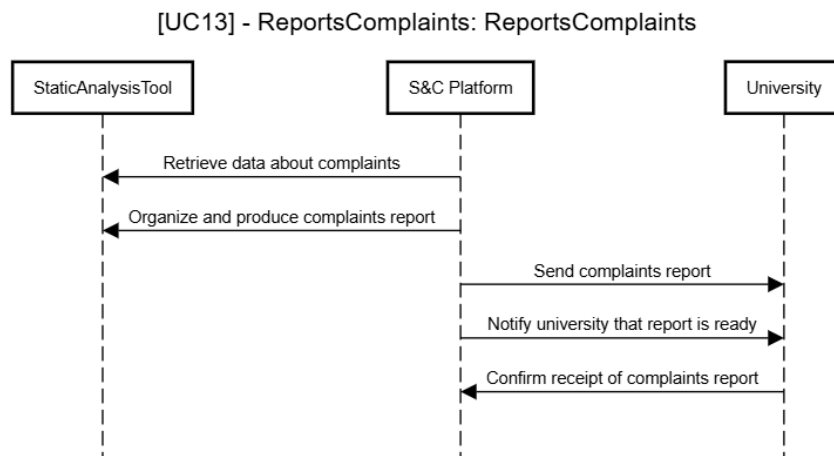 [UC13] - ReportsComplaints: ReportsComplaints
StaticAnalysisTool
S&C Platform
University
Retrieve data about complaints
Organize and produce complaints report
Send complaints report
Notify university that report is ready
Confirm receipt of complaints report